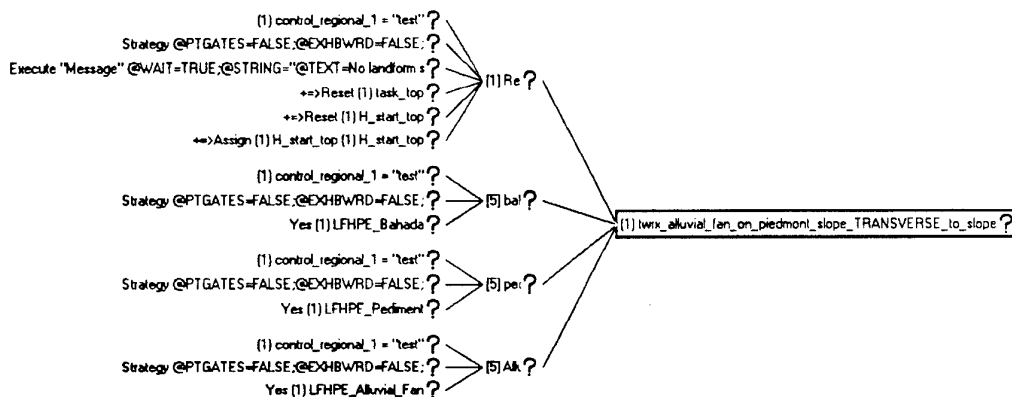 (1) control_regional_1 = "test" ?
Strategy @PTGATES=FALSE;@EXHBWRD=FALSE; ?
Execute "Message" @WAIT=TRUE;@STRING="@TEXT=No landform s ?
+=>Reset (1) task_top ?
+=>Reset (1) H_start_top ?
+=>Assign (1) H_start_top (1) H_start_top ?
(1) Re ?
(1) control_regional_1 = "test" ?
Strategy @PTGATES=FALSE;@EXHBWRD=FALSE; ?
Yes (1) LFHPE_Bahada ?
(5) bal ?
(1) twrx_alluvial_fan_on_piedmont_slope_TRANSVERSE_to_slope ?
(1) control_regional_1 = "test" ?
Strategy @PTGATES=FALSE;@EXHBWRD=FALSE; ?
Yes (1) LFHPE_Pediment ?
(5) pec ?
(1) control_regional_1 = "test" ?
Strategy @PTGATES=FALSE;@EXHBWRD=FALSE; ?
Yes (1) LFHPE_Alluvial_Fan ?
(5) Allu ?